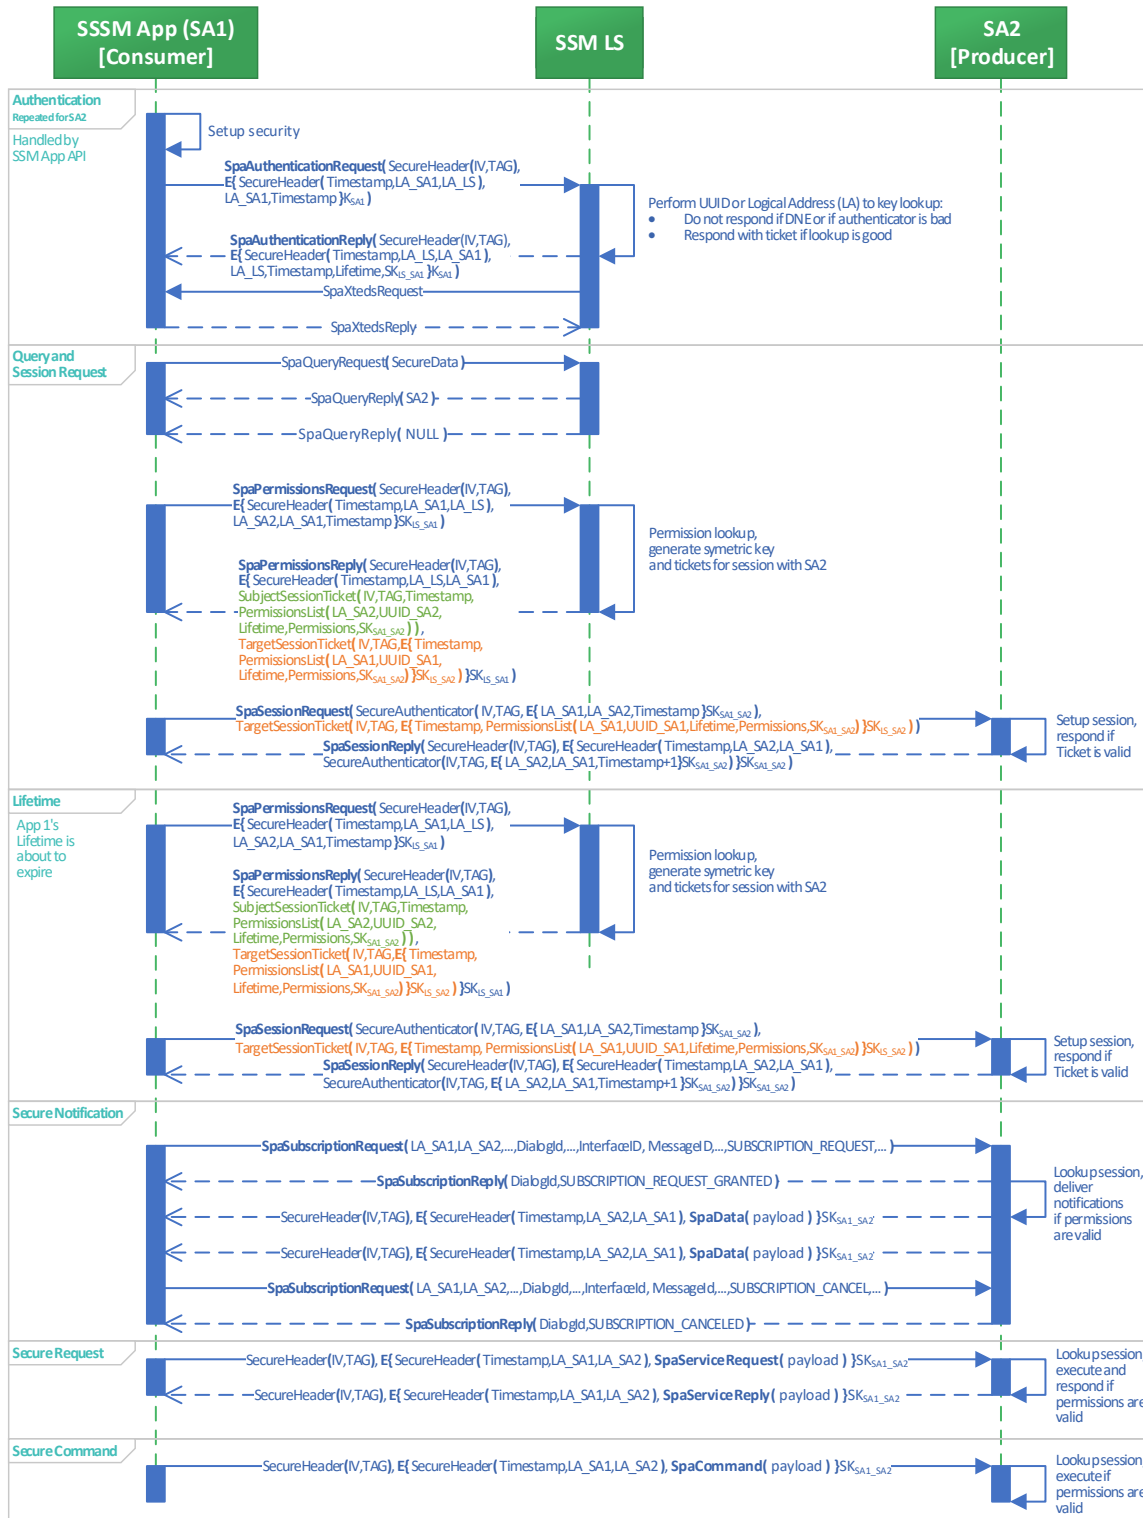 SSSM App (SA1)
[Consumer]
SSM LS
SA2
[Producer]
Authentication
Repeated for SA2
Handled by
SSM App API
Setup security
SpaAuthenticationRequest( SecureHeader(IV,TAG),
E{ SecureHeader( Timestamp,LA_SA1,LA_LS ),
LA_SA1,Timestamp }KSA1 )
Perform UUID or Logical Address (LA) to key lookup:
• Do not respond if DNE or if authenticator is bad
• Respond with ticket if lookup is good
SpaAuthenticationReply( SecureHeader(IV,TAG),
E{ SecureHeader( Timestamp,LA_LS,LA_SA1 ),
LA_LS,Timestamp,Lifetime,SKLS_SA1 }KSA1 )
SpaXtedsRequest
SpaXtedsReply
Query and
Session Request
SpaQueryRequest( SecureData)
SpaQueryReply( SA2 )
SpaQueryReply( NULL )
SpaPermissionsRequest( SecureHeader(IV,TAG),
E{ SecureHeader( Timestamp,LA_SA1,LA_LS ),
LA_SA2,LA_SA1,Timestamp }SKLS_SA1 )
Permission lookup,
generate symetric key
and tickets for session with SA2
SpaPermissionsReply( SecureHeader(IV,TAG),
E{ SecureHeader( Timestamp,LA_LS,LA_SA1 ),
SubjectSessionTicket( IV,TAG,Timestamp,
PermissionsList( LA_SA2,UUID_SA2,
Lifetime,Permissions,SKSA1_SA2 ) ) ,
TargetSessionTicket( IV,TAG,E{ Timestamp,
PermissionsList( LA_SA1,UUID_SA1,
Lifetime,Permissions,SKSA1_SA2) }SKLS_SA2 ) }SKLS_SA1 )
SpaSessionRequest( SecureAuthenticator( IV,TAG, E{ LA_SA1,LA_SA2,Timestamp }SKSA1_SA2 ),
TargetSessionTicket( IV,TAG, E{ Timestamp, PermissionsList( LA_SA1,UUID_SA1,Lifetime,Permissions,SKSA1_SA2) }SKLS_SA2 ) )
Setup session,
respond if
Ticket is valid
SpaSessionReply( SecureHeader(IV,TAG), E{ SecureHeader( Timestamp,LA_SA2,LA_SA1 ),
SecureAuthenticator(IV,TAG, E{ LA_SA2,LA_SA1,Timestamp+1}SKSA1_SA2 ) }SKSA1_SA2 )
Lifetime
App 1's
Lifetime is
about to
expire
SpaPermissionsRequest( SecureHeader(IV,TAG),
E{ SecureHeader( Timestamp,LA_SA1,LA_LS ),
LA_SA2,LA_SA1,Timestamp }SKLS_SA1 )
Permission lookup,
generate symetric key
and tickets for session with SA2
SpaPermissionsReply( SecureHeader(IV,TAG),
E{ SecureHeader( Timestamp,LA_LS,LA_SA1 ),
SubjectSessionTicket( IV,TAG,Timestamp,
PermissionsList( LA_SA2,UUID_SA2,
Lifetime,Permissions,SKSA1_SA2 ) ) ,
TargetSessionTicket( IV,TAG,E{ Timestamp,
PermissionsList( LA_SA1,UUID_SA1,
Lifetime,Permissions,SKSA1_SA2) }SKLS_SA2 ) }SKLS_SA1 )
SpaSessionRequest( SecureAuthenticator( IV,TAG, E{ LA_SA1,LA_SA2,Timestamp }SKSA1_SA2 ),
TargetSessionTicket( IV,TAG, E{ Timestamp, PermissionsList( LA_SA1,UUID_SA1,Lifetime,Permissions,SKSA1_SA2) }SKLS_SA2 ) )
Setup session,
respond if
Ticket is valid
SpaSessionReply( SecureHeader(IV,TAG), E{ SecureHeader( Timestamp,LA_SA2,LA_SA1 ),
SecureAuthenticator(IV,TAG, E{ LA_SA2,LA_SA1,Timestamp+1 }SKSA1_SA2) }SKSA1_SA2 )
Secure Notification
SpaSubscriptionRequest( LA_SA1,LA_SA2,...,DialogId,...,InterfaceID, MessageID,...,SUBSCRIPTION_REQUEST,... )
SpaSubscriptionReply( DialogId,SUBSCRIPTION_REQUEST_GRANTED )
Lookup session,
deliver
notifications
if permissions
are valid
SecureHeader(IV,TAG), E{ SecureHeader( Timestamp,LA_SA2,LA_SA1 ), SpaData( payload ) }SKSA1_SA2
SecureHeader(IV,TAG), E{ SecureHeader( Timestamp,LA_SA2,LA_SA1 ), SpaData( payload ) }SKSA1_SA2
SpaSubscriptionRequest( LA_SA1,LA_SA2,...,DialogId,...,InterfaceId, MessageId,...,SUBSCRIPTION_CANCEL,... )
SpaSubscriptionReply( DialogId,SUBSCRIPTION_CANCELED)
Secure Request
SecureHeader(IV,TAG), E{ SecureHeader( Timestamp,LA_SA1,LA_SA2 ), SpaServiceRequest( payload ) }SKSA1_SA2
SecureHeader(IV,TAG), E{ SecureHeader( Timestamp,LA_SA1,LA_SA2 ), SpaServiceReply( payload ) }SKSA1_SA2
Lookup session
execute and
respond if
permissions are
valid
Secure Command
SecureHeader(IV,TAG), E{ SecureHeader( Timestamp,LA_SA1,LA_SA2 ), SpaCommand( payload ) }SKSA1_SA2
Lookup session
execute if
permissions are
valid